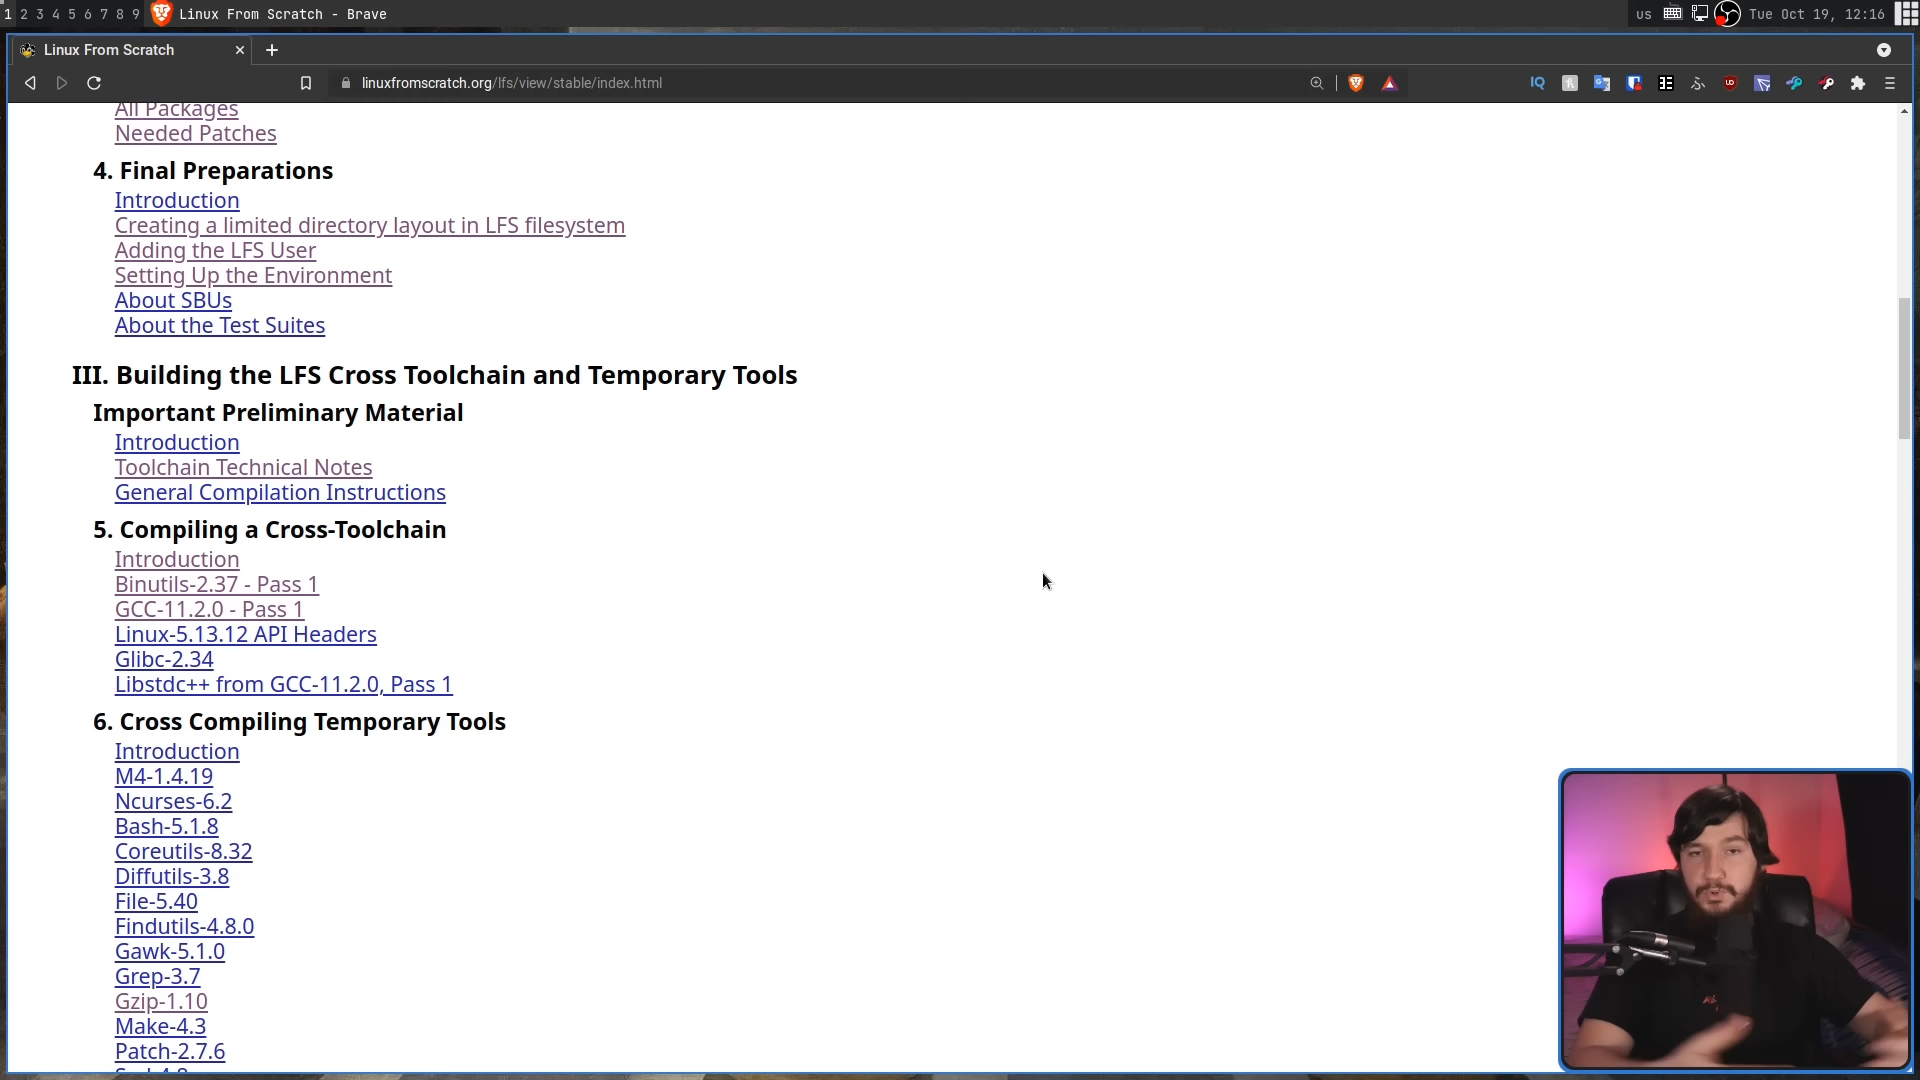 1 2 3 4 5 6 7 8 9 Linux From Scratch - Brave us Tue Oct 19, 12:16
Linux From Scratch
linuxfromscratch.org/lfs/view/stable/index.html IQ
All Packages
Needed Patches
4. Final Preparations
Introduction
Creating a limited directory layout in LFS filesystem
Adding the LFS User
Setting Up the Environment
About SBUs
About the Test Suites
III. Building the LFS Cross Toolchain and Temporary Tools
Important Preliminary Material
Introduction
Toolchain Technical Notes
General Compilation Instructions
5. Compiling a Cross-Toolchain
Introduction
Binutils-2.37 - Pass 1
GCC-11.2.0 - Pass 1
Linux-5.13.12 API Headers
Glibc-2.34
Libstdc++ from GCC-11.2.0, Pass 1
6. Cross Compiling Temporary Tools
Introduction
M4-1.4.19
Ncurses-6.2
Bash-5.1.8
Coreutils-8.32
Diffutils-3.8
File-5.40
Findutils-4.8.0
Gawk-5.1.0
Grep-3.7
Gzip-1.10
Make-4.3
Patch-2.7.6